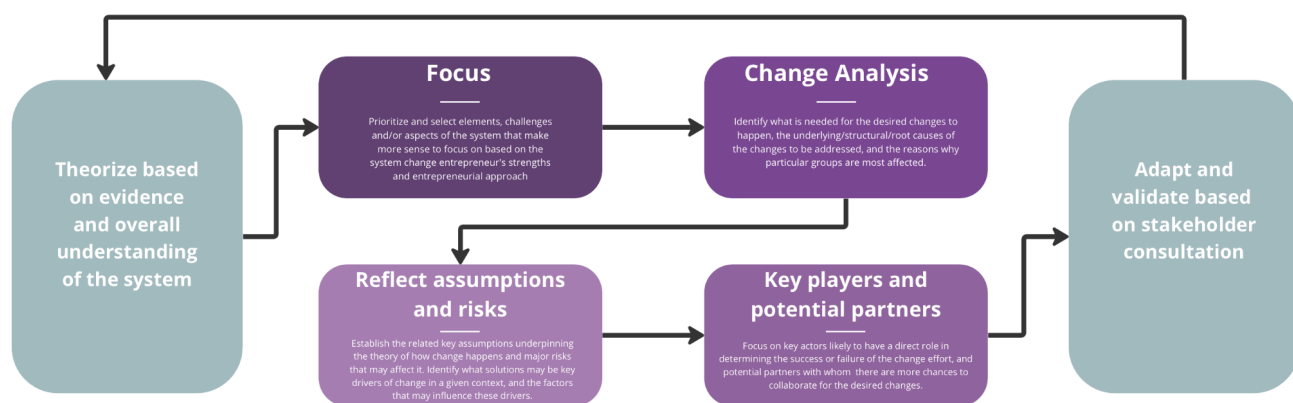 Theorize based
on evidence
and overall
understanding
of the system
Focus
Prioritize and select elements, challenges
and/or aspects of the system that make
more sense to focus on based on the
system change entrepreneur's strengths
and entrepreneurial approach
Change Analysis
Identify what is needed for the desired changes to
happen, the underlying/structural/root causes of
the changes to be addressed, and the reasons why
particular groups are most affected.
Reflect assumptions
and risks
Establish the related key assumptions underpinning
the theory of how change happens and major risks
that may affect it. Identify what solutions may be key
drivers of change in a given context, and the factors
that may influence these drivers.
Key players and
potential partners
Focus on key actors likely to have a direct role in
determining the success or failure of the change effort, and
potential partners with whom there are more chances to
collaborate for the desired changes.
Adapt and
validate based
on stakeholder
consultation